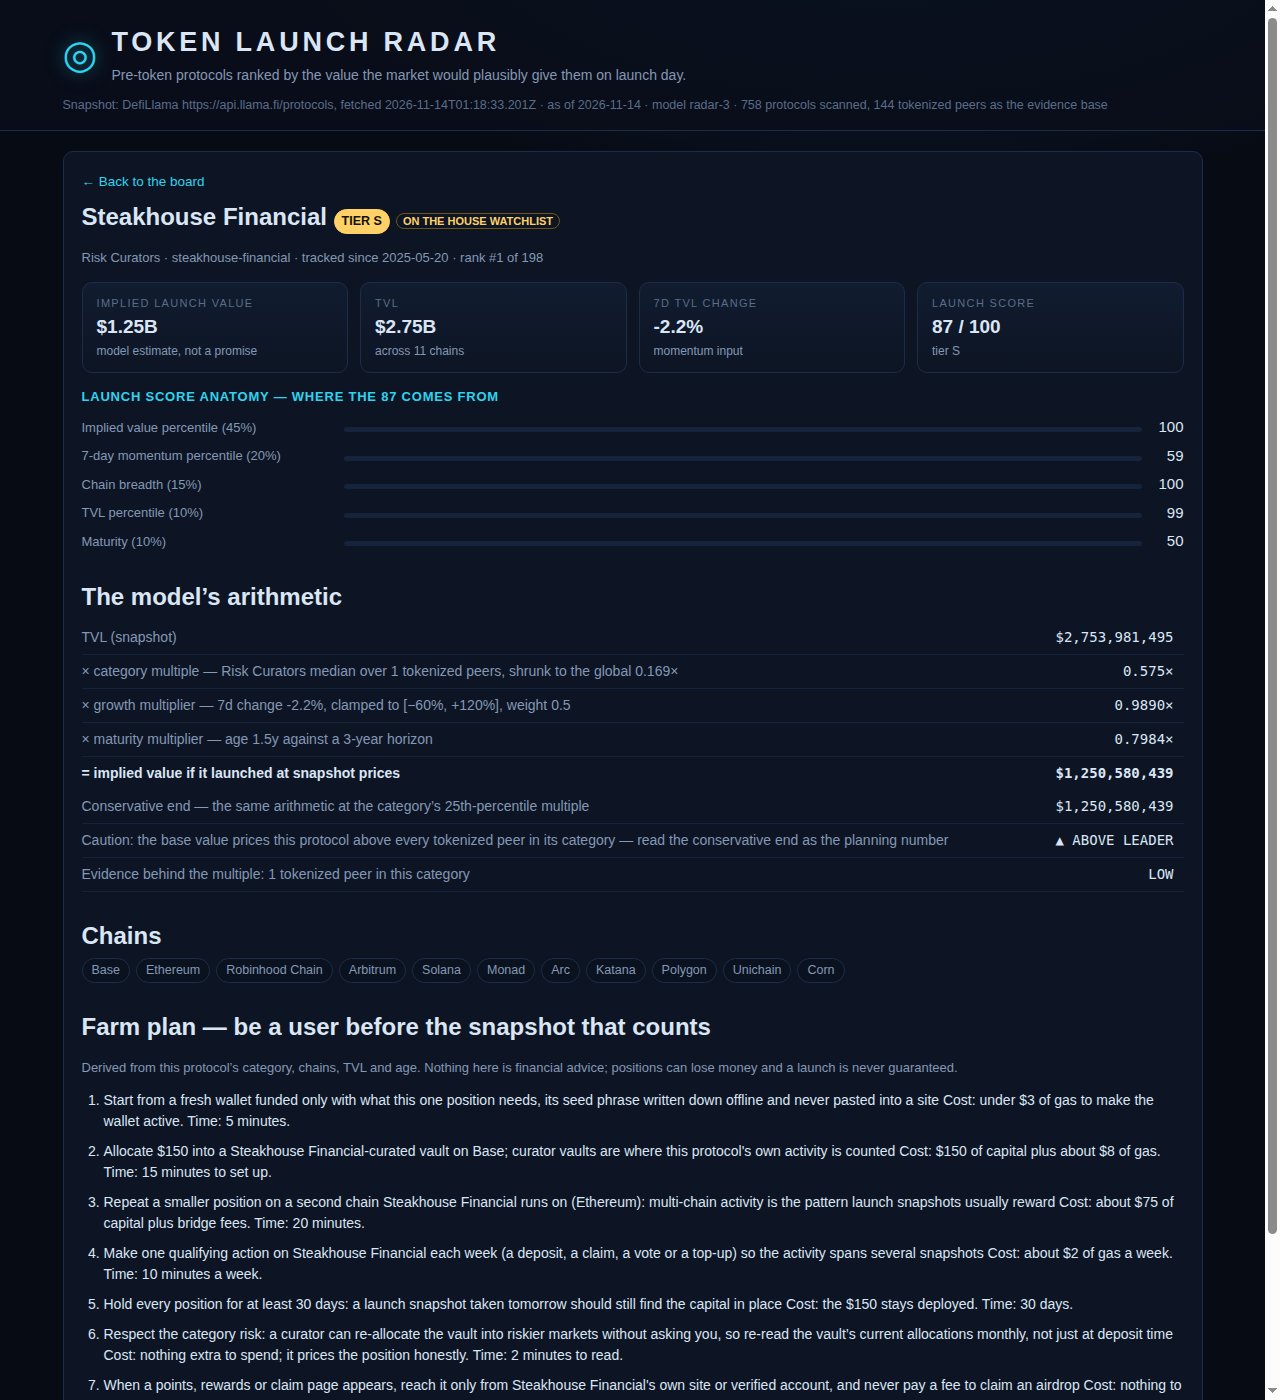 TOKEN LAUNCH RADAR
Pre-token protocols ranked by the value the market would plausibly give them on launch day.
Snapshot: DefiLlama https://api.llama.fi/protocols, fetched 2026-11-14T01:18:33.201Z · as of 2026-11-14 · model radar-3 · 758 protocols scanned, 144 tokenized peers as the evidence base
← Back to the board
Steakhouse Financial TIER S ON THE HOUSE WATCHLIST
Risk Curators · steakhouse-financial · tracked since 2025-05-20 · rank #1 of 198
IMPLIED LAUNCH VALUE
$1.25B
model estimate, not a promise
TVL
$2.75B
across 11 chains
7D TVL CHANGE
-2.2%
momentum input
LAUNCH SCORE
87 / 100
tier S
LAUNCH SCORE ANATOMY — WHERE THE 87 COMES FROM
Implied value percentile (45%) 100
7-day momentum percentile (20%) 59
Chain breadth (15%) 100
TVL percentile (10%) 99
Maturity (10%) 50
The model’s arithmetic
TVL (snapshot) $2,753,981,495
× category multiple — Risk Curators median over 1 tokenized peers, shrunk to the global 0.169× 0.575×
× growth multiplier — 7d change -2.2%, clamped to [−60%, +120%], weight 0.5 0.9890×
× maturity multiplier — age 1.5y against a 3-year horizon 0.7984×
= implied value if it launched at snapshot prices $1,250,580,439
Conservative end — the same arithmetic at the category’s 25th-percentile multiple $1,250,580,439
Caution: the base value prices this protocol above every tokenized peer in its category — read the conservative end as the planning number ▲ ABOVE LEADER
Evidence behind the multiple: 1 tokenized peer in this category LOW
Chains
Base Ethereum Robinhood Chain Arbitrum Solana Monad Arc Katana Polygon Unichain Corn
Farm plan — be a user before the snapshot that counts
Derived from this protocol’s category, chains, TVL and age. Nothing here is financial advice; positions can lose money and a launch is never guaranteed.
1. Start from a fresh wallet funded only with what this one position needs, its seed phrase written down offline and never pasted into a site Cost: under $3 of gas to make the
wallet active. Time: 5 minutes.
2. Allocate $150 into a Steakhouse Financial-curated vault on Base; curator vaults are where this protocol's own activity is counted Cost: $150 of capital plus about $8 of gas.
Time: 15 minutes to set up.
3. Repeat a smaller position on a second chain Steakhouse Financial runs on (Ethereum): multi-chain activity is the pattern launch snapshots usually reward Cost: about $75 of
capital plus bridge fees. Time: 20 minutes.
4. Make one qualifying action on Steakhouse Financial each week (a deposit, a claim, a vote or a top-up) so the activity spans several snapshots Cost: about $2 of gas a week.
Time: 10 minutes a week.
5. Hold every position for at least 30 days: a launch snapshot taken tomorrow should still find the capital in place Cost: the $150 stays deployed. Time: 30 days.
6. Respect the category risk: a curator can re-allocate the vault into riskier markets without asking you, so re-read the vault's current allocations monthly, not just at deposit time
Cost: nothing extra to spend; it prices the position honestly. Time: 2 minutes to read.
7. When a points, rewards or claim page appears, reach it only from Steakhouse Financial's own site or verified account, and never pay a fee to claim an airdrop Cost: nothing to